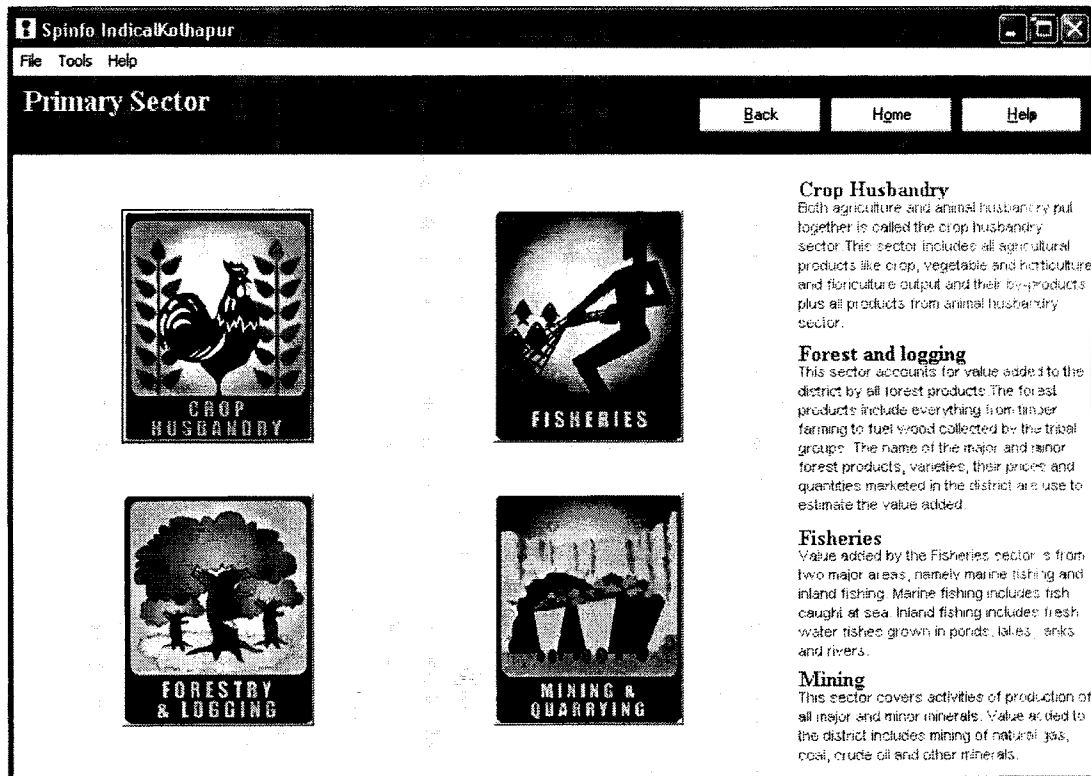 Spinfo Indica\Kolhapur
File Tools Help
Primary Sector
Back
Home
Help
CROP
HUSBANDRY
FISHERIES
FORESTRY
& LOGGING
MINING &
QUARRYING
Crop Husbandry
Both agriculture and animal husbandry put
together is called the crop husbandry
sector.This sector includes all agricultural
products like crop, vegetable and horticulture
and floriculture output and their by-products
plus all products from animal husbandry
sector.
Forest and logging
This sector accounts for value added to the
district by all forest products.The forest
products include everything from timber
farming to fuel wood collected by the tribal
groups. The name of the major and minor
forest products, varieties, their prices and
quantities marketed in the district are use to
estimate the value added.
Fisheries
Value added by the Fisheries sector is from
two major areas, namely marine fishing and
inland fishing. Marine fishing includes fish
caught at sea. Inland fishing includes fresh
water fishes grown in ponds, lakes, tanks
and rivers.
Mining
This sector covers activities of production of
all major and minor minerals. Value added to
the district includes mining of natural gas,
coal, crude oil and other minerals.